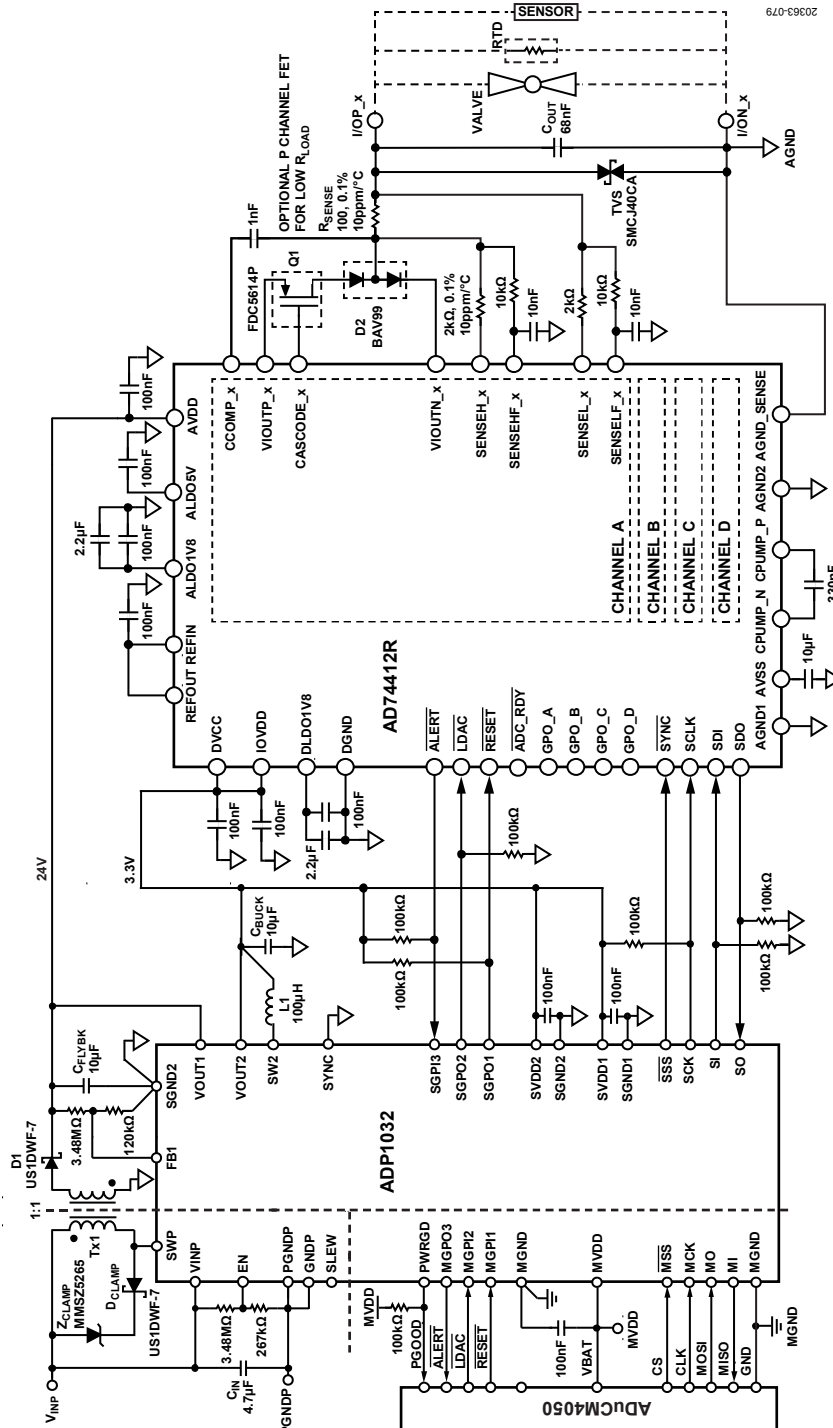 20363-079
SENSOR
RTD
VALVE
I/OP_x
I/ON_x
COUT
68nF
AGND
TVS
SMCJ40CA
OPTIONAL P CHANNEL FET
FOR LOW RLOAD
RSENSE
100, 0.1%
10ppm/°C
1nF
Q1
FDC5614P
D2
BAV99
2kΩ, 0.1%
10ppm/°C
10kΩ
10nF
2kΩ
10kΩ
10nF
CCOMP_x
VIOUTP_x
CASCODE_x
VIOUTN_x
SENSEH_x
SENSEHF_x
SENSEL_x
SENSELF_x
CHANNEL A
CHANNEL B
CHANNEL C
CHANNEL D
AD74412R
AVDD
100nF
ALDO5V
100nF
ALDO1V8
2.2µF
100nF
REFOUT
REFIN
100nF
AGND_SENSE
AGND2
CPUMP_P
CPUMP_N
AVSS
10µF
AGND1
DVCC
IOVDD
DLDO1V8
DGND
ALERT
LDAC
RESET
ADC_RDY
GPO_A
GPO_B
GPO_C
GPO_D
SYNC
SCLK
SDI
SDO
24V
3.3V
100nF
100nF
2.2µF
100nF
100kΩ
100kΩ
100kΩ
100kΩ
100kΩ
100kΩ
CBUCK
10µF
L1
100µH
100nF
100nF
D1
US1DWF-7
CFLYBK
10µF
3.48MΩ
120kΩ
1:1
Tx1
ZCLAMP
MMSZ5265
DCLAMP
US1DWF-7
VINP
CIN
4.7µF
3.48MΩ
267kΩ
PGNDP
ADP1032
SGND2
FB1
SWP
VOUT1
VOUT2
SW2
SYNC
SGPI3
SGPO2
SGPO1
SVDD2
SGND2
SVDD1
SGND1
SSS
SCK
SI
SO
VINP
EN
PGNDP
GNDP
SLEW
PWRGD
MGPO3
MGPI2
MGPI1
MGND
MVDD
MSS
MCK
MO
MI
MGND
MVDD
100kΩ
PGOOD
ALERT
LDAC
RESET
100nF
VBAT
MVDD
CS
CLK
MOSI
MISO
GND
MGND
ADuCM4050